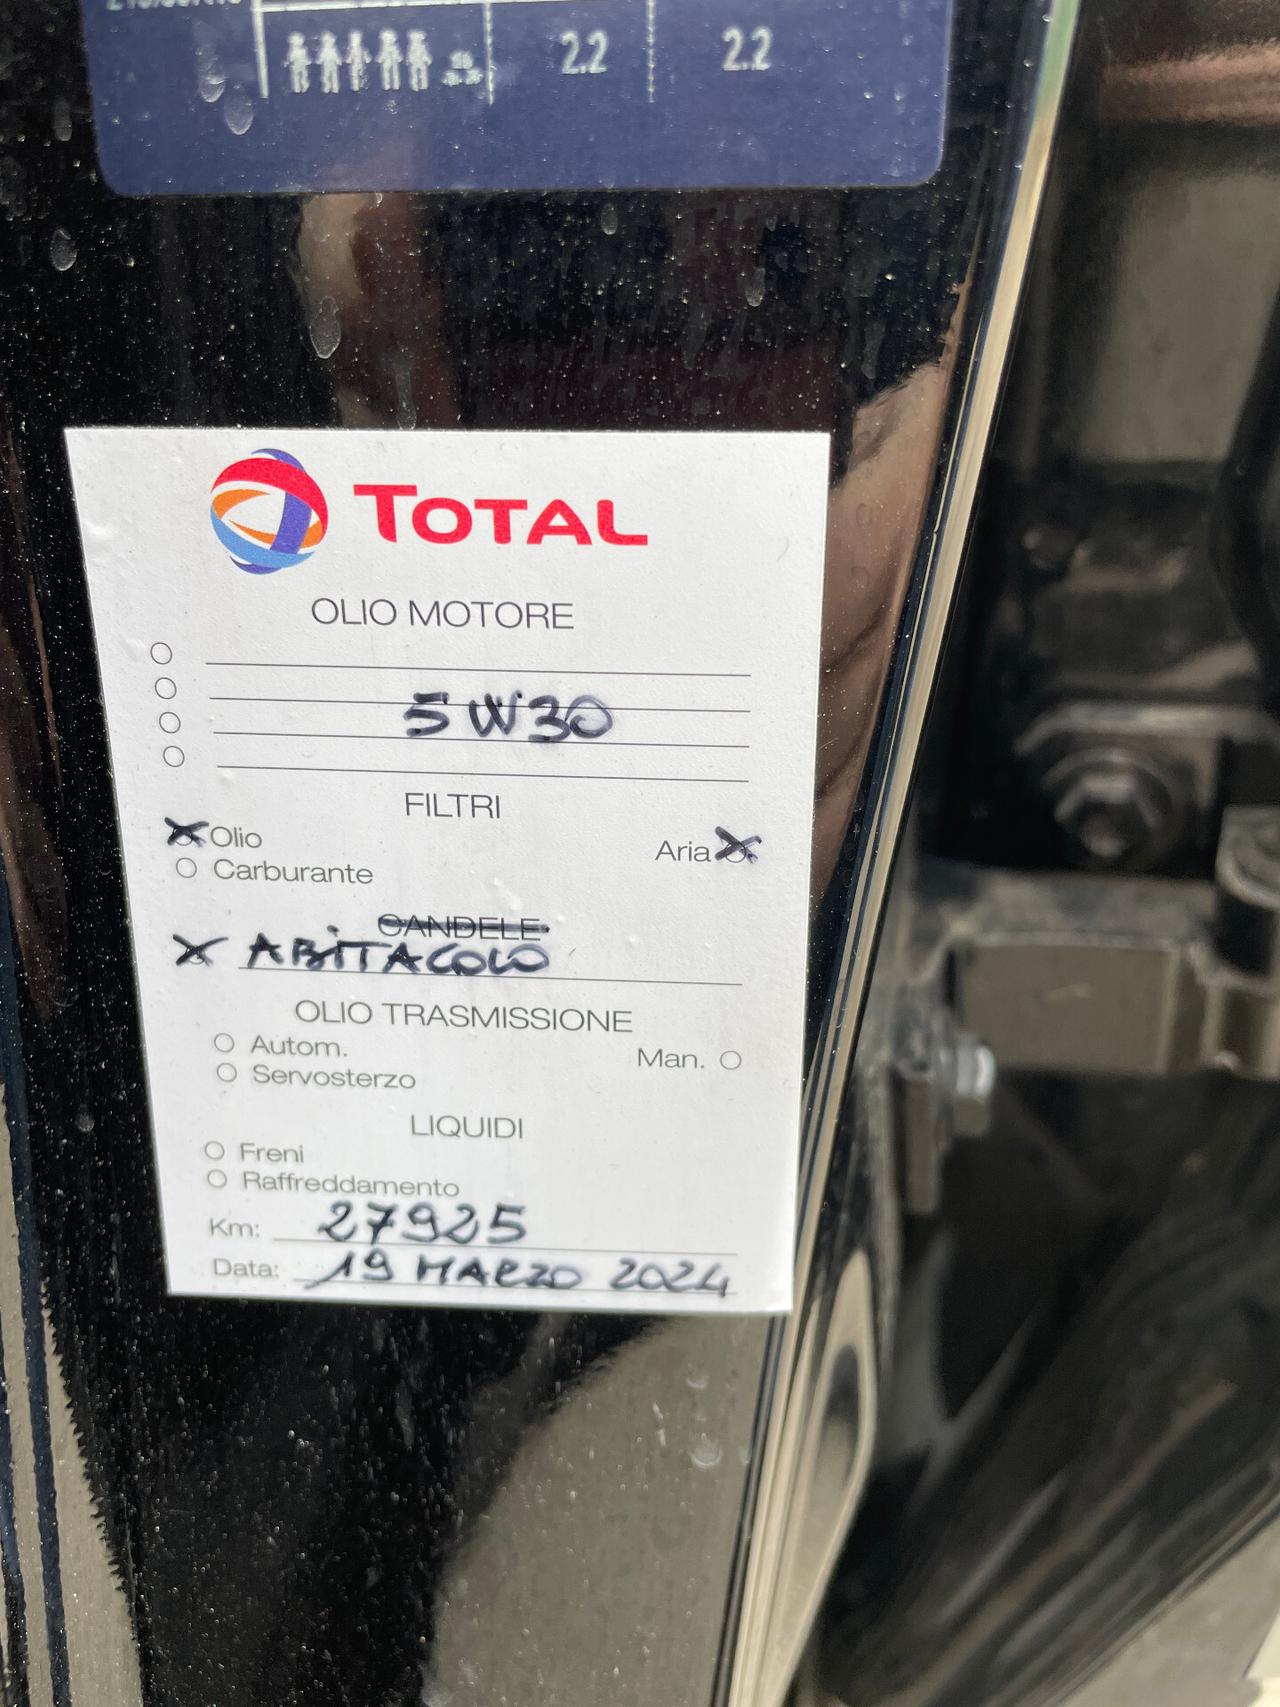 2.2 2.2
TOTAL
OLIO MOTORE
5W30
FILTRI
Olio Aria
Carburante
CANDELE
ABITACOLO
OLIO TRASMISSIONE
Autom. Man.
Servosterzo
LIQUIDI
Freni
Raffreddamento
Km: 27925
Data: 19 MARZO 2024